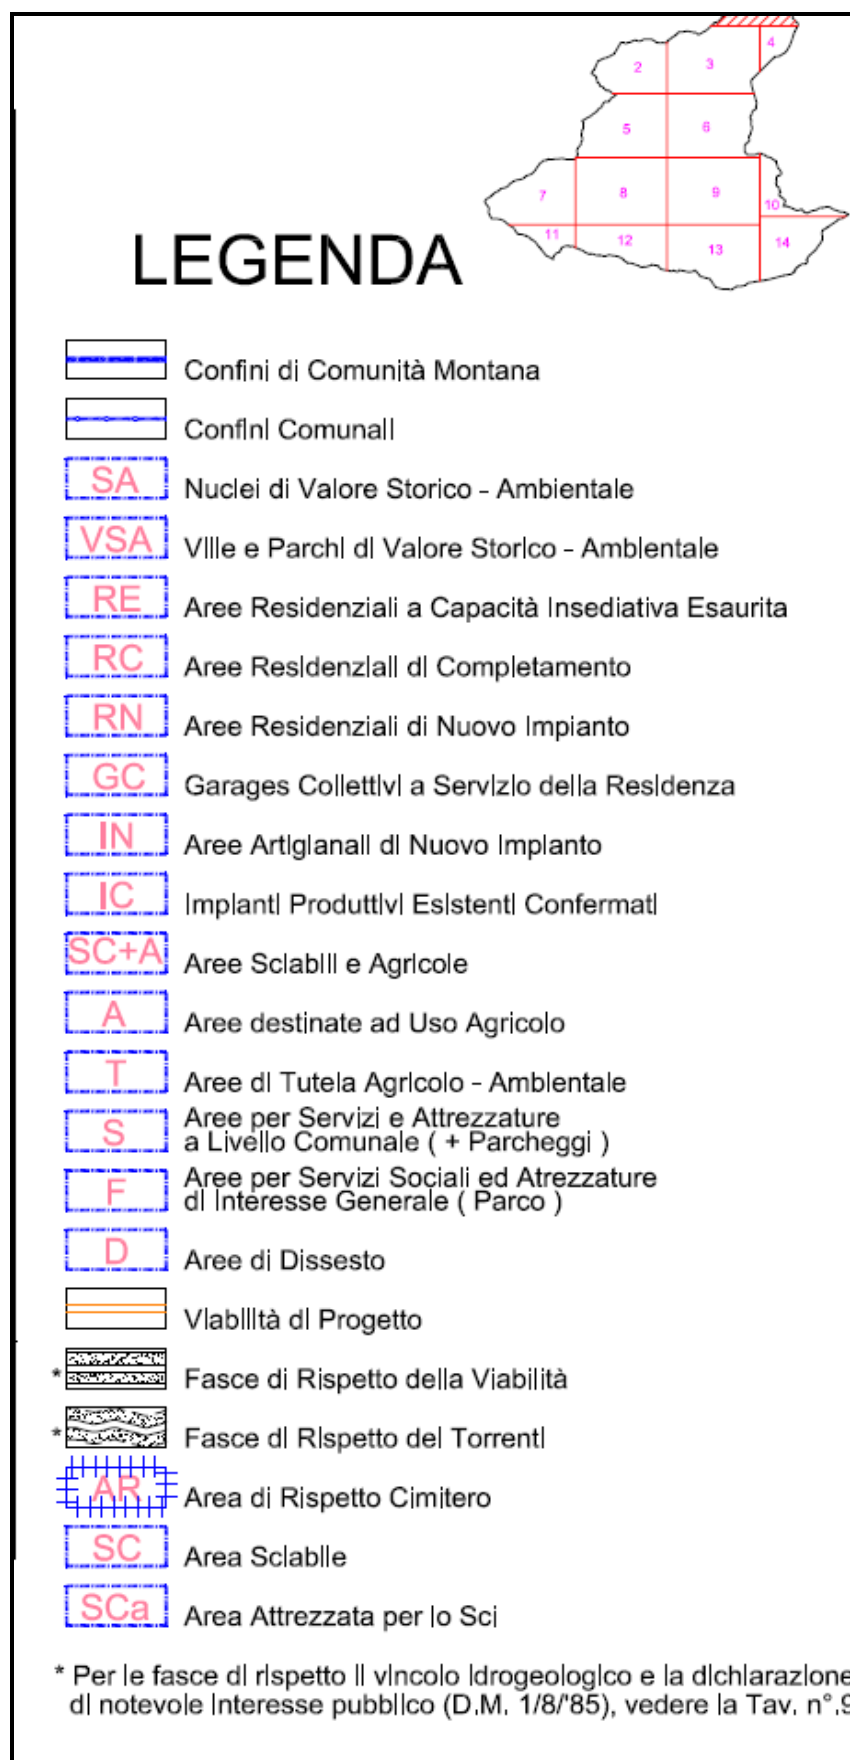 4
2
3
5
6
7
8
9
10
11
12
13
14
LEGENDA
Confini di Comunità Montana
Confini Comunali
SA Nuclei di Valore Storico - Ambientale
VSA Ville e Parchi di Valore Storico - Ambientale
RE Aree Residenziali a Capacità Insediativa Esaurita
RC Aree Residenziali di Completamento
RN Aree Residenziali di Nuovo Impianto
GC Garages Collettivi a Servizio della Residenza
IN Aree Artigianali di Nuovo Impianto
IC Impianti Produttivi Esistenti Confermati
SC+A Aree Sciabili e Agricole
A Aree destinate ad Uso Agricolo
T Aree di Tutela Agricolo - Ambientale
S Aree per Servizi e Attrezzature
a Livello Comunale ( + Parcheggi )
F Aree per Servizi Sociali ed Atrezzature
di Interesse Generale ( Parco )
D Aree di Dissesto
Viabilità di Progetto
* Fasce di Rispetto della Viabilità
* Fasce di Rispetto dei Torrenti
AR Area di Rispetto Cimitero
SC Area Sciabile
SCa Area Attrezzata per lo Sci
* Per le fasce di rispetto il vincolo idrogeologico e la dichiarazione
di notevole interesse pubblico (D.M. 1/8/'85), vedere la Tav. n°.9